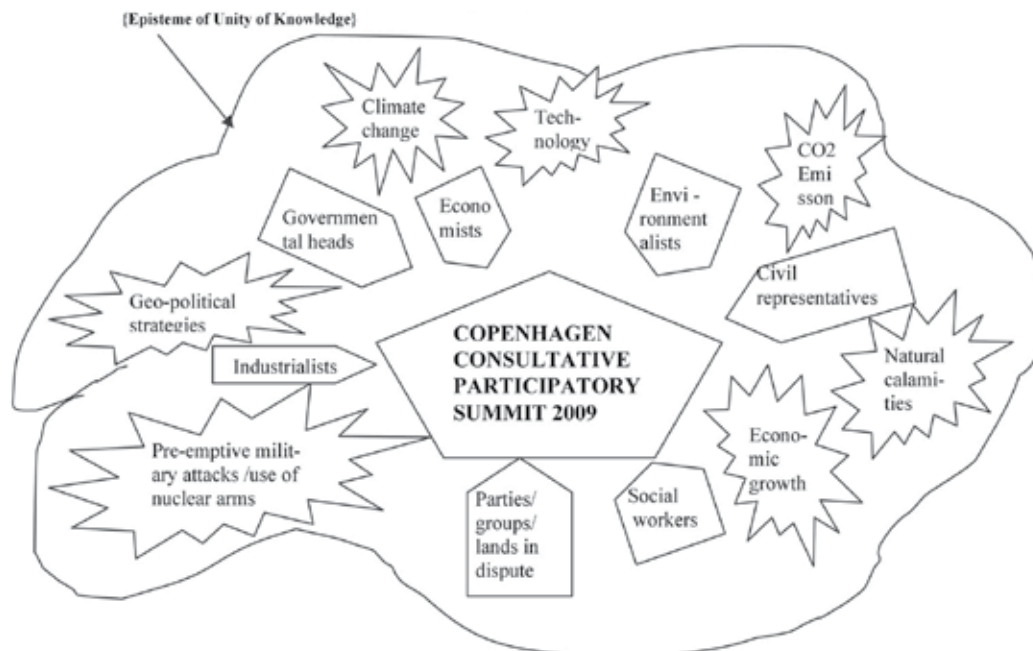 {Episteme of Unity of Knowledge}
Climate
change
Tech-
nology
CO2
Emi
sson
Governmen
tal heads
Econo
mists
Envi -
ronment
alists
Civil
representatives
Geo-political
strategies
Industrialists
COPENHAGEN
CONSULTATIVE
PARTICIPATORY
SUMMIT 2009
Natural
calami-
ties
Pre-emptive milit-
ary attacks /use of
nuclear arms
Econo-
mic
growth
Parties/
groups/
lands in
dispute
Social
workers